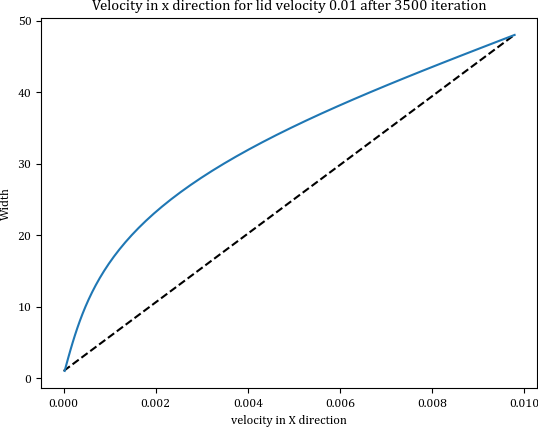 Velocity in x direction for lid velocity 0.01 after 3500 iteration
50
40
30
20
10
0
Width
0.000 0.002 0.004 0.006 0.008 0.010
velocity in X direction